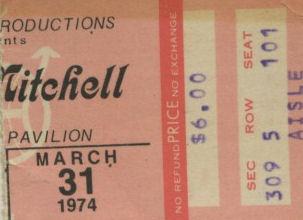 RODUCTIONS
nts
Mitchell
PAVILION
MARCH
31
1974
NO REFUND PRICE NO EXCHANGE
$6.00
SEC ROW SEAT
309 5 101
AISLE